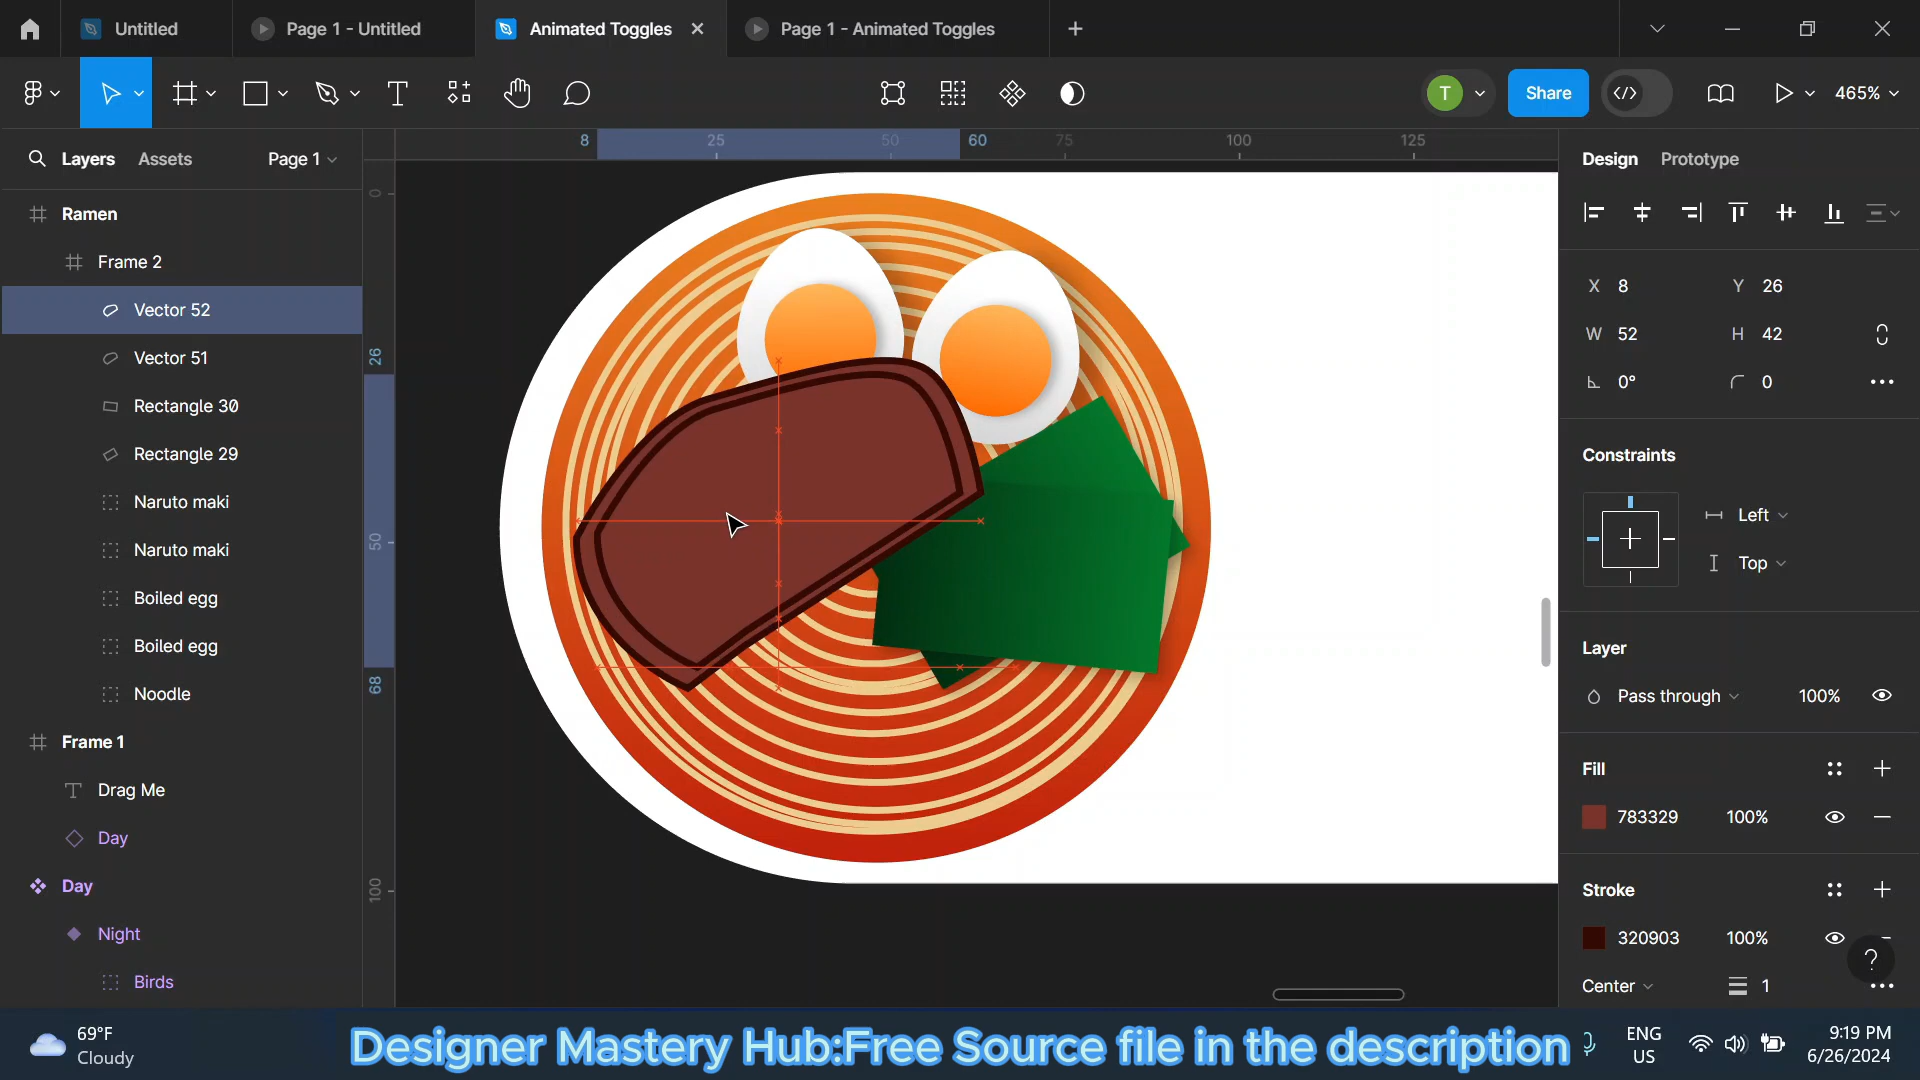 Untitled
Page 1 - Untitled
Animated Toggles
Page 1 - Animated Toggles
T
Share
465%
Layers
Assets
Page 1
8
25
50
60
75
100
125
Design
Prototype
Ramen
Frame 2
Vector 52
Vector 51
Rectangle 30
Rectangle 29
Naruto maki
Naruto maki
Boiled egg
Boiled egg
Noodle
Frame 1
Drag Me
Day
Day
Night
Birds
0
26
50
68
100
X 8
Y 26
W 52
H 42
0°
0
Constraints
Left
Top
Layer
Pass through
100%
Fill
783329
100%
Stroke
320903
100%
Center
1
?
69°F
Cloudy
Designer Mastery Hub:Free Source file in the description
ENG
US
9:19 PM
6/26/2024